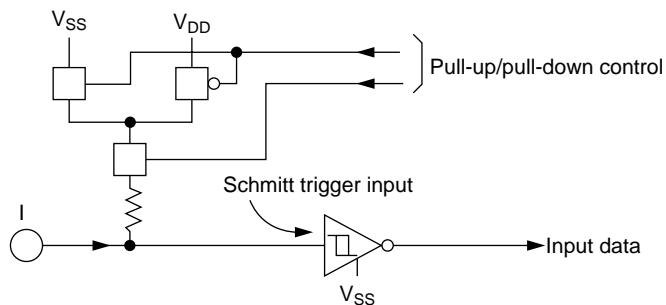 VSS
VDD
Pull-up/pull-down control
Schmitt trigger input
I
Input data
VSS